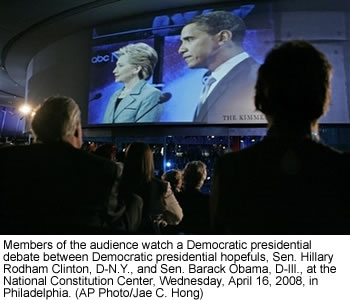 abc
THE KIMME
Members of the audience watch a Democratic presidential
debate between Democratic presidential hopefuls, Sen. Hillary
Rodham Clinton, D-N.Y., and Sen. Barack Obama, D-Ill., at the
National Constitution Center, Wednesday, April 16, 2008, in
Philadelphia. (AP Photo/Jae C. Hong)